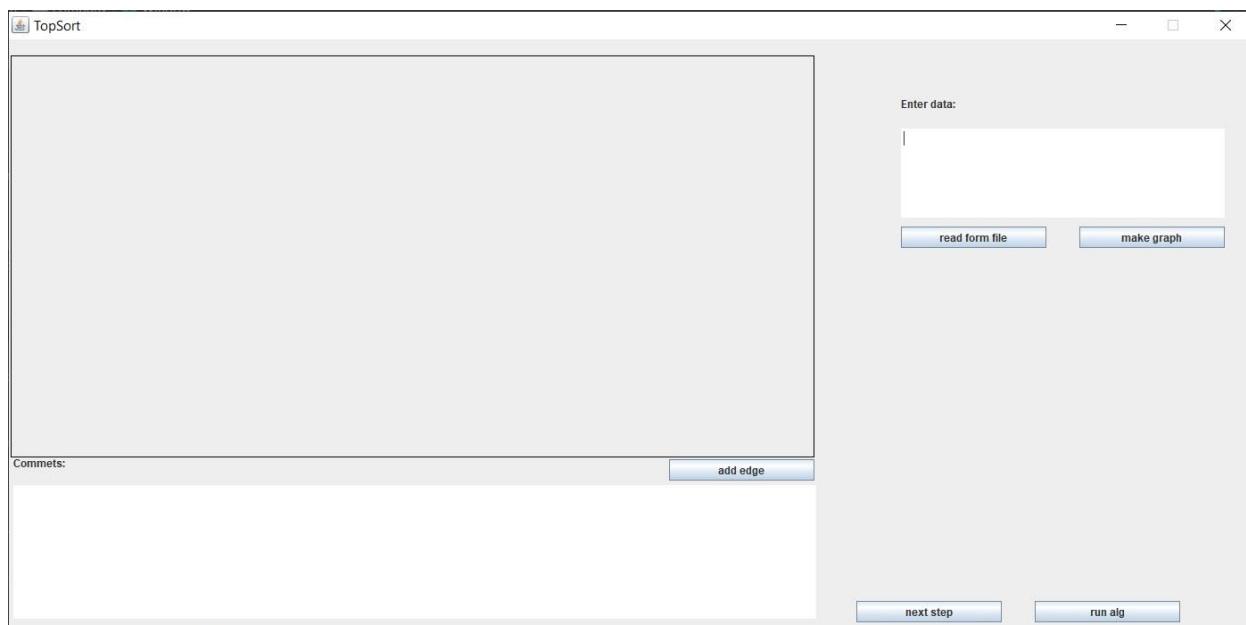 TopSort
Enter data:
read form file
make graph
Commets:
add edge
next step
run alg